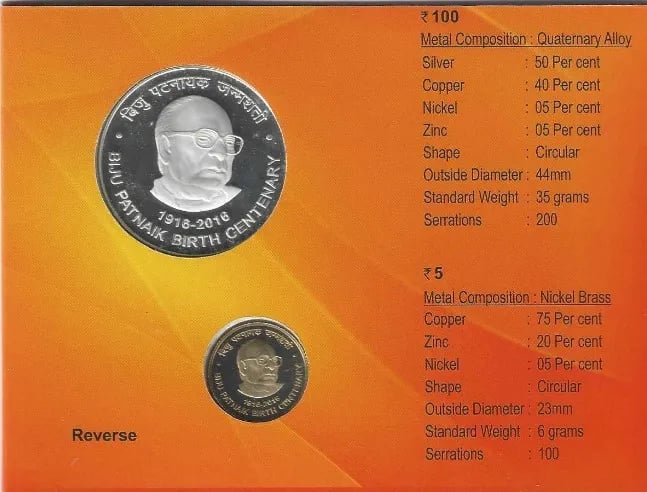 बिजु पटनायक जन्मशती
BIJU PATNAIK BIRTH CENTENARY
1916-2016
बिजु पटनायक जन्मशती
BIJU PATNAIK BIRTH CENTENARY
1916-2016
Reverse
₹100
Metal Composition : Quaternary Alloy
Silver : 50 Per cent
Copper : 40 Per cent
Nickel : 05 Per cent
Zinc : 05 Per cent
Shape : Circular
Outside Diameter : 44mm
Standard Weight : 35 grams
Serrations : 200
₹5
Metal Composition : Nickel Brass
Copper : 75 Per cent
Zinc : 20 Per cent
Nickel : 05 Per cent
Shape : Circular
Outside Diameter : 23mm
Standard Weight : 6 grams
Serrations : 100